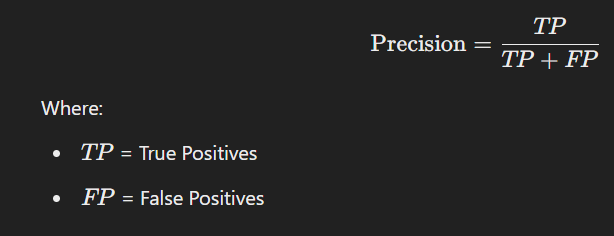 Precision = TP / (TP + FP)
Where:
• TP = True Positives
• FP = False Positives